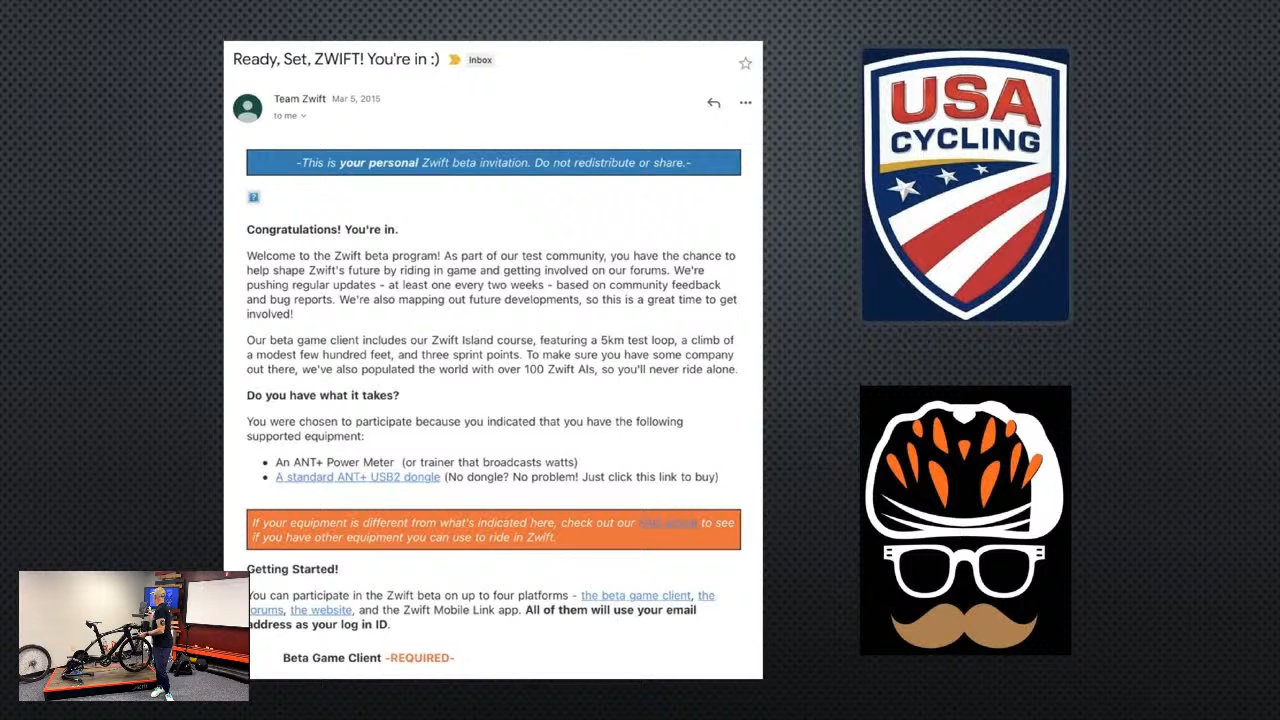 Ready, Set, ZWIFT! You're in :) Inbox
Team Zwift Mar 5, 2015
to me
-This is your personal Zwift beta invitation. Do not redistribute or share.-
Congratulations! You're in.
Welcome to the Zwift beta program! As part of our test community, you have the chance to
help shape Zwift's future by riding in game and getting involved on our forums. We're
pushing regular updates - at least one every two weeks - based on community feedback
and bug reports. We're also mapping out future developments, so this is a great time to get
involved!
Our beta game client includes our Zwift Island course, featuring a 5km test loop, a climb of
a modest few hundred feet, and three sprint points. To make sure you have some company
out there, we've also populated the world with over 100 Zwift AIs, so you'll never ride alone.
Do you have what it takes?
You were chosen to participate because you indicated that you have the following
supported equipment:
• An ANT+ Power Meter (or trainer that broadcasts watts)
• A standard ANT+ USB2 dongle (No dongle? No problem! Just click this link to buy)
If your equipment is different from what's indicated here, check out our to see
if you have other equipment you can use to ride in Zwift.
Getting Started!
You can participate in the Zwift beta on up to four platforms - the beta game client, the
forums, the website, and the Zwift Mobile Link app. All of them will use your email
address as your log in ID.
Beta Game Client -REQUIRED-
USA
CYCLING